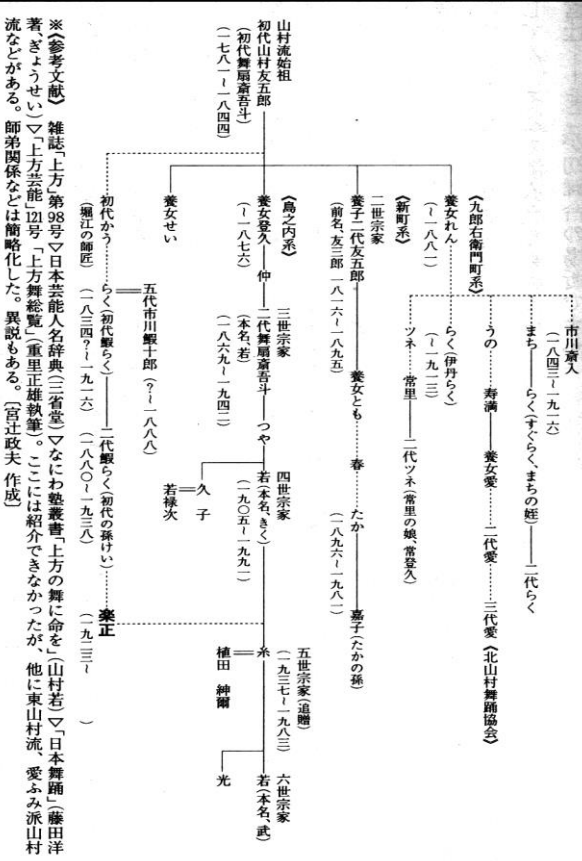 山村流始祖
初代山村友五郎
(初代舞扇斎吾斗)
(一七八一〜一八四四)
《九郎右衛門町系》
養女れん
(〜一八八一)
市川斎入
(一八四三〜一九一六)
まち
らく(すぐらく、まちの姪)
二代らく
うの
寿満
養女愛
二代愛
三代愛
《北山村舞踊協会》
らく(伊丹らく)
(〜一九一三)
ツネ
常里
二代ツネ(常里の娘、常登久)
《新町系》
二世宗家
養子二代友五郎
(前名、友三郎 一八一六〜一八九五)
養女とも
春
たか
(一八九六〜一九八一)
嘉子(たかの孫)
《島之内系》
養女登久
(〜一八七六)
仲
三世宗家
二代舞扇斎吾斗
(本名、若)
(一八六九〜一九四二)
つや
久子
若禄次
四世宗家
若(本名、きく)
(一九〇五〜一九九一)
五世宗家(追贈)
(一九三七〜一九八三)
糸
植田 紳爾
六世宗家
若(本名、武)
光
養女せい
初代かう
(堀江の師匠)
五代市川鰕十郎(?〜一八八八)
らく(初代鰕らく)
(一八三四?〜一九一六)
二代鰕らく(初代の孫けい)
(一八八〇〜一九三八)
楽正
(一九二三〜 )
※《参考文献》 雑誌「上方」第98号▽日本芸能人名辞典(三省堂)▽なにわ塾叢書「上方の舞に命を」(山村若)▽「日本舞踊」(藤田洋
著、ぎょうせい)▽「上方芸能」121号「上方舞総覧」(重里正雄執筆)。ここには紹介できなかったが、他に東山村流、愛ふみ派山村
流などがある。師弟関係などは簡略化した。異説もある。〔宮辻政夫 作成〕